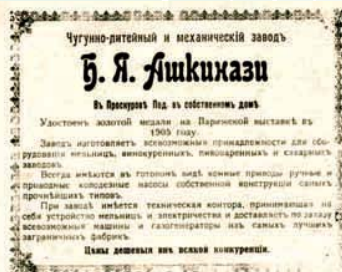 Чугунно-литейный и механическій заводъ
Б. Я. Ашкинази
Въ Проскуровѣ Под. въ собственномъ домѣ.
Удостоенъ золотой медали на Парижской выставкѣ въ
1905 году.
Заводъ изготовляетъ всевозможныя принадлежности для обо-
рудованія мельницъ, винокуренныхъ, пивоваренныхъ и сахарныхъ
заводовъ.
Всегда имѣются въ готовомъ видѣ конные приводы ручные и
приводные колодезные насосы собственной конструкціи самыхъ
прочнѣйшихъ типовъ.
При заводѣ имѣется техническая контора, принимающая на
себя устройство мельницъ и электричества и доставляетъ по заказу
всевозможныя машины и газогенераторы изъ самыхъ лучшихъ
заграничныхъ фабрикъ.
Цѣны дешевыя внѣ всякой конкуренціи.